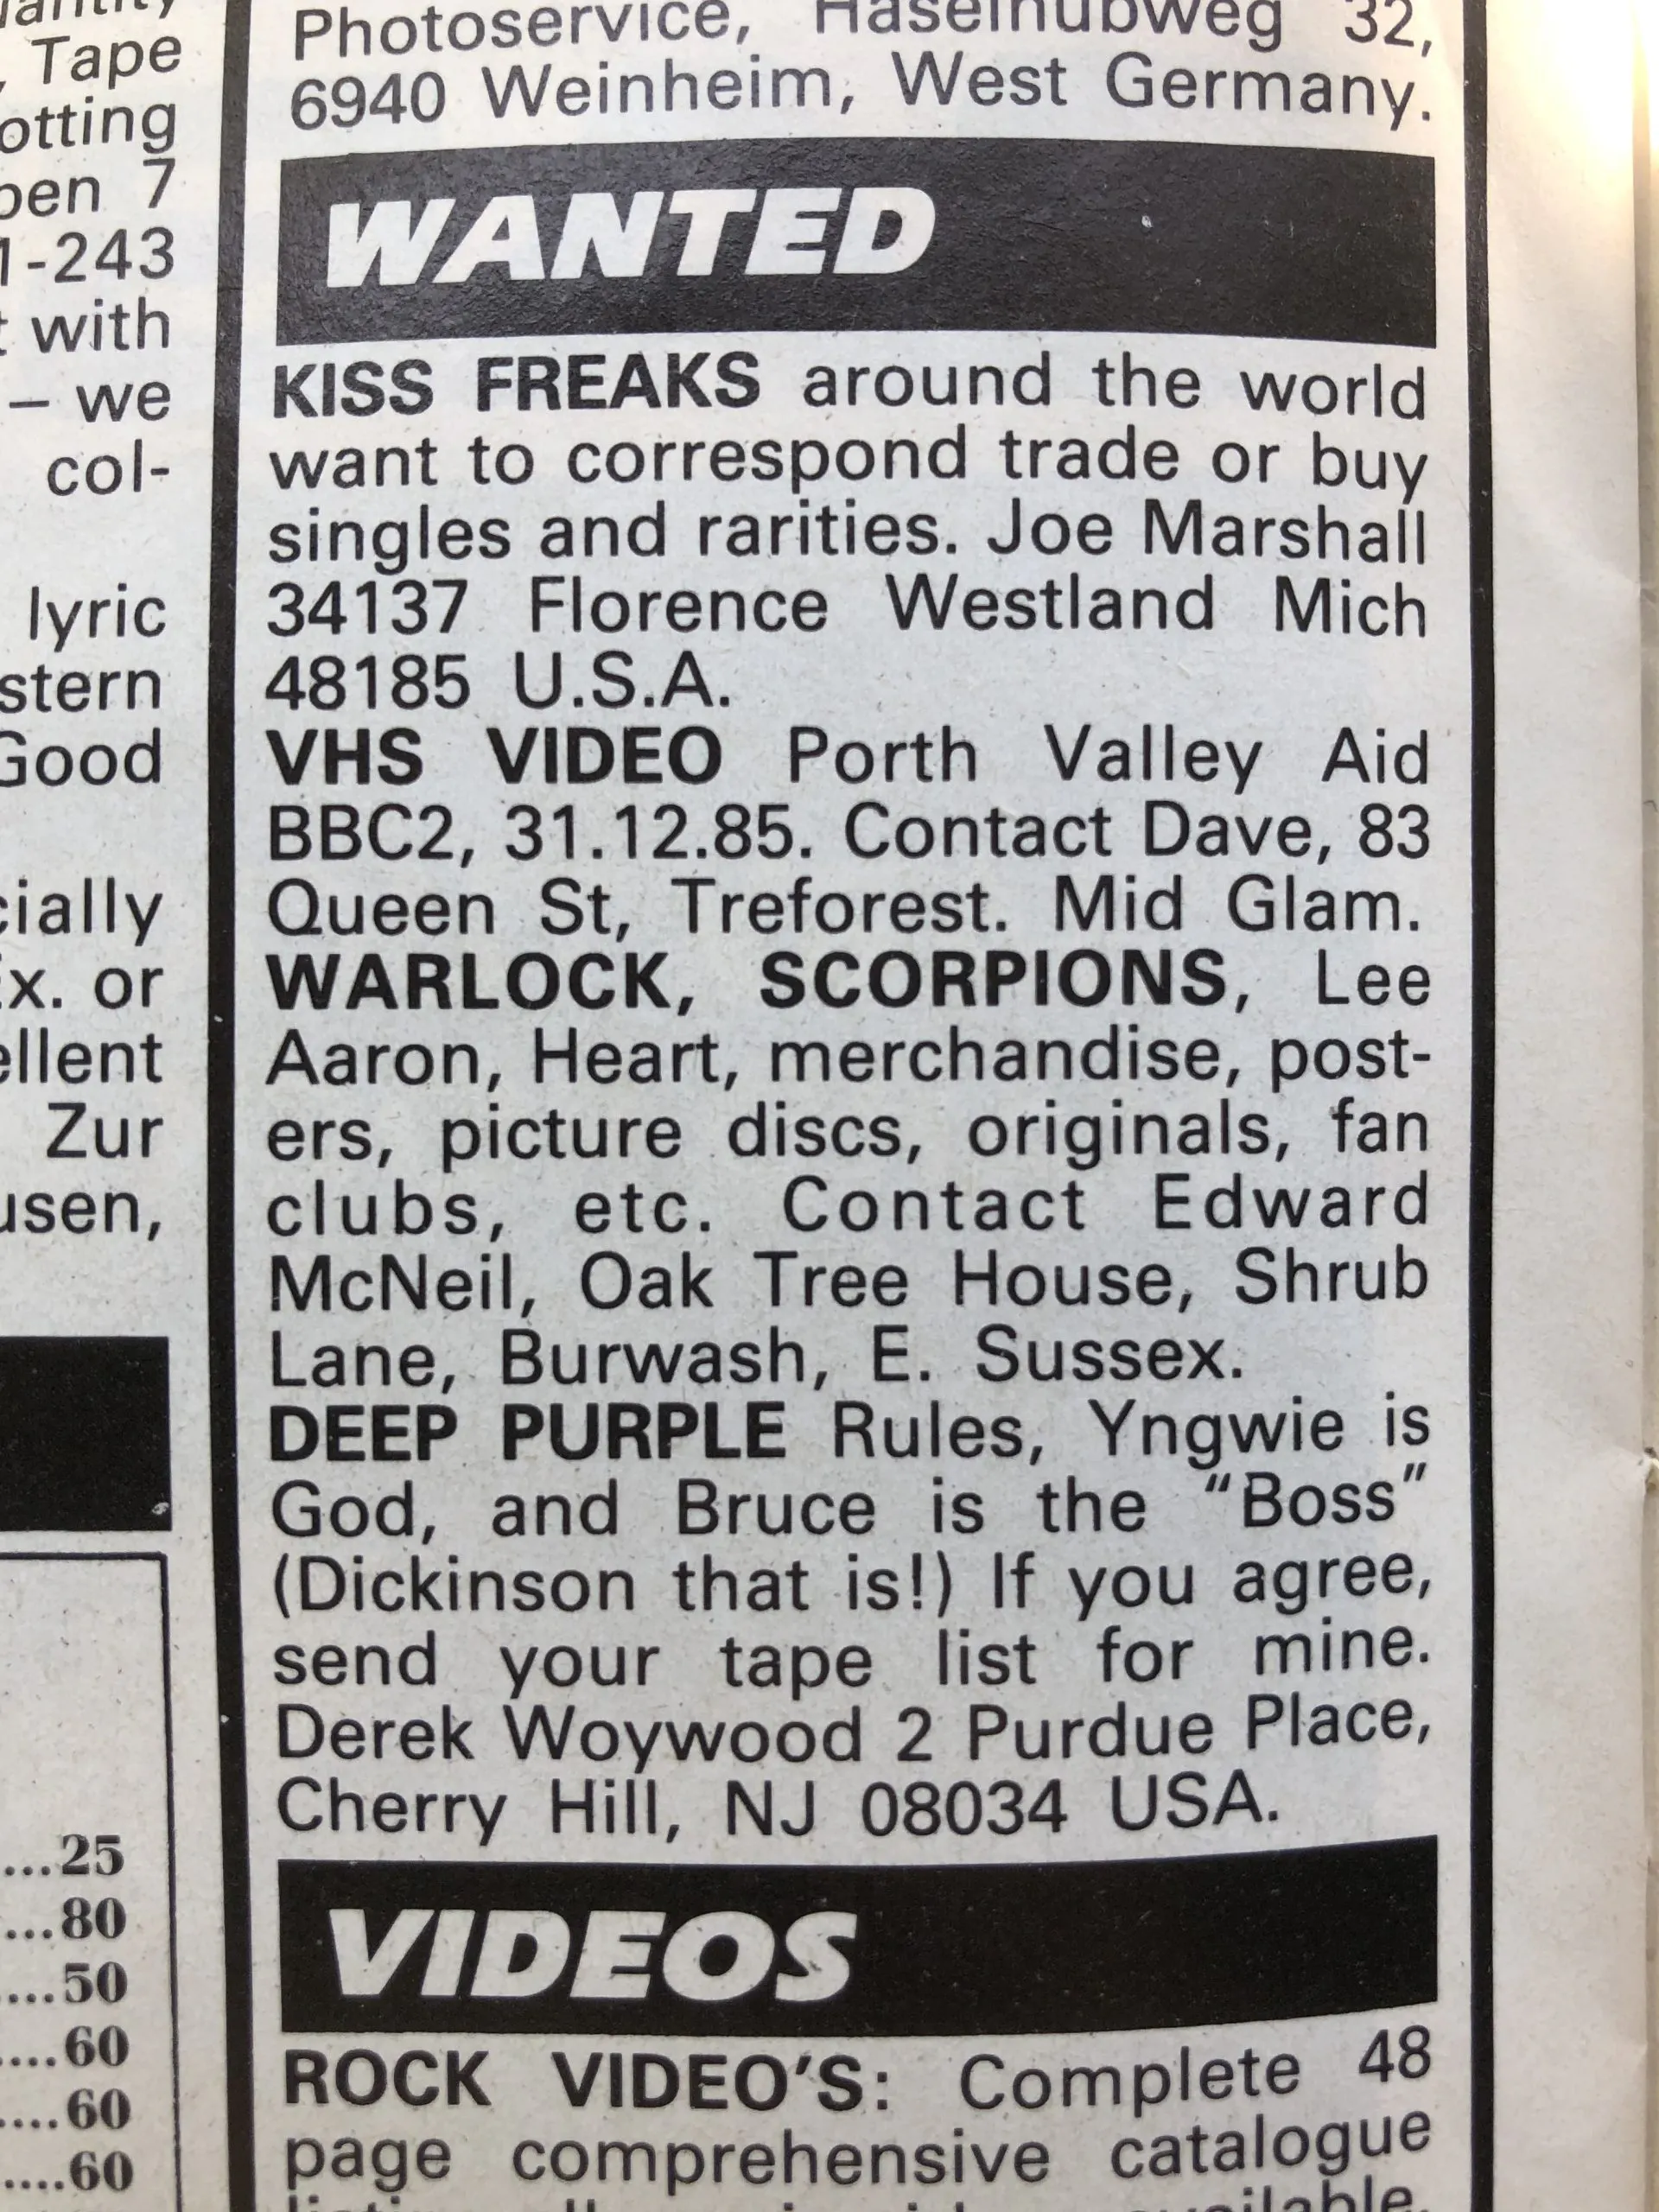 Tape
otting
pen 7
1-243
with
– we
col-
lyric
stern
Good
cially
Ex. or
ellent
Zur
usen,
...25
...80
....50
....60
....60
....60
Photoservice, Haselhubweg 32,
6940 Weinheim, West Germany.
WANTED
KISS FREAKS around the world
want to correspond trade or buy
singles and rarities. Joe Marshall
34137 Florence Westland Mich
48185 U.S.A.
VHS VIDEO Porth Valley Aid
BBC2, 31.12.85. Contact Dave, 83
Queen St, Treforest. Mid Glam.
WARLOCK, SCORPIONS, Lee
Aaron, Heart, merchandise, post-
ers, picture discs, originals, fan
clubs, etc. Contact Edward
McNeil, Oak Tree House, Shrub
Lane, Burwash, E. Sussex.
DEEP PURPLE Rules, Yngwie is
God, and Bruce is the “Boss”
(Dickinson that is!) If you agree,
send your tape list for mine.
Derek Woywood 2 Purdue Place,
Cherry Hill, NJ 08034 USA.
VIDEOS
ROCK VIDEO'S: Complete 48
page comprehensive catalogue
available.